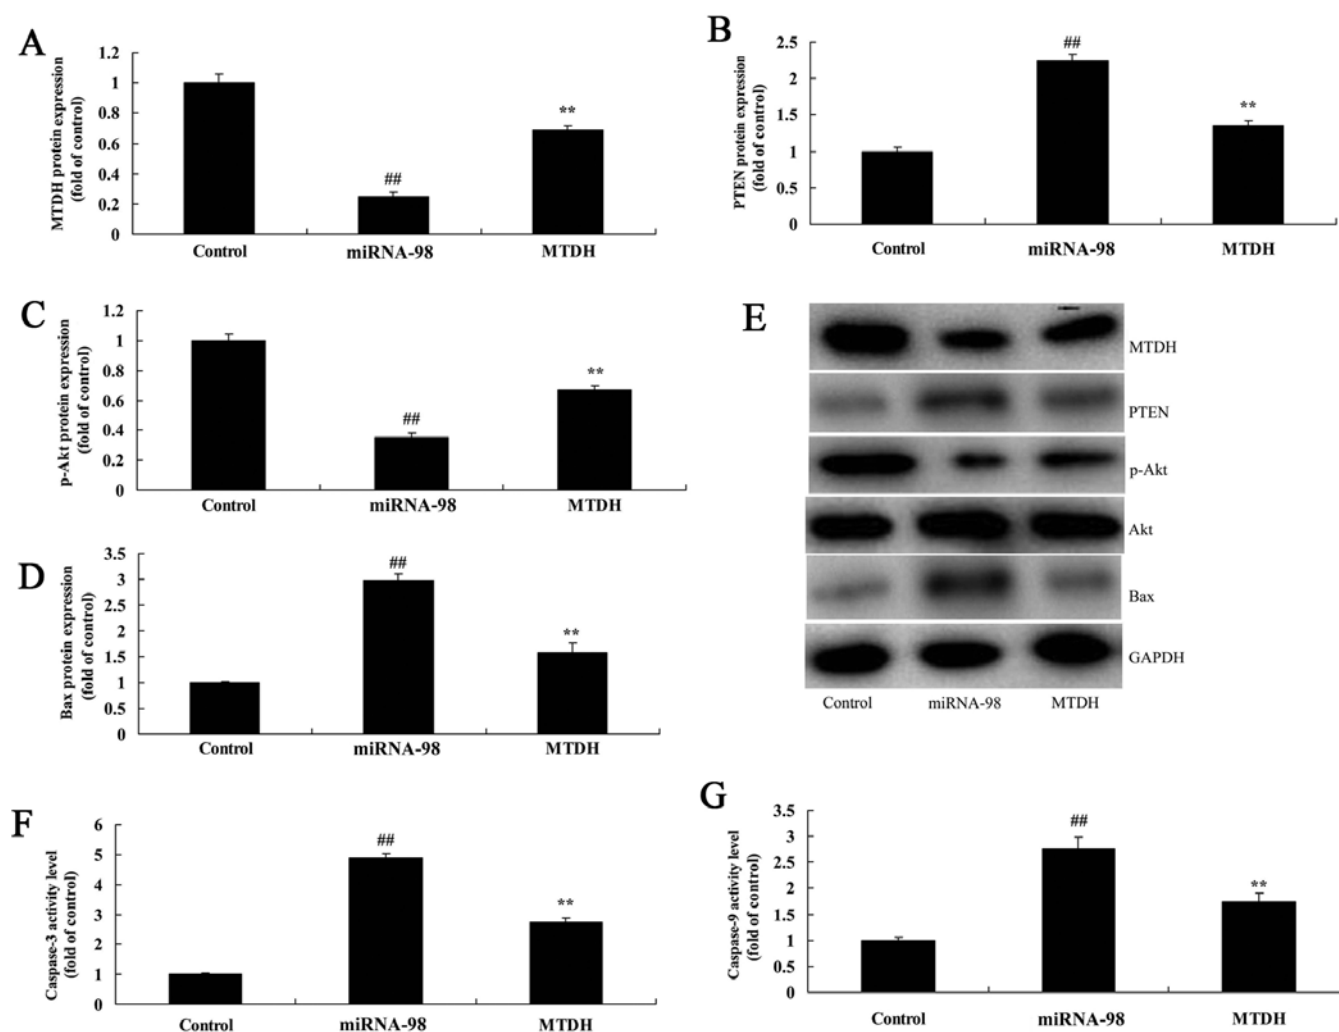 A
MTDH protein expression
(fold of control)
1.2
1
0.8
0.6
0.4
0.2
0
##
**
Control
miRNA-98
MTDH
B
PTEN protein expression
(fold of control)
2.5
2
1.5
1
0.5
0
##
**
Control
miRNA-98
MTDH
C
p-Akt protein expression
(fold of control)
1.2
1
0.8
0.6
0.4
0.2
0
##
**
Control
miRNA-98
MTDH
D
Bax protein expression
(fold of control)
3.5
3
2.5
2
1.5
1
0.5
0
##
**
Control
miRNA-98
MTDH
E
MTDH
PTEN
p-Akt
Akt
Bax
GAPDH
Control miRNA-98 MTDH
F
Caspase-3 activity level
(fold of control)
6
5
4
3
2
1
0
##
**
Control
miRNA-98
MTDH
G
Caspase-9 activity level
(fold of control)
3.5
3
2.5
2
1.5
1
0.5
0
##
**
Control
miRNA-98
MTDH